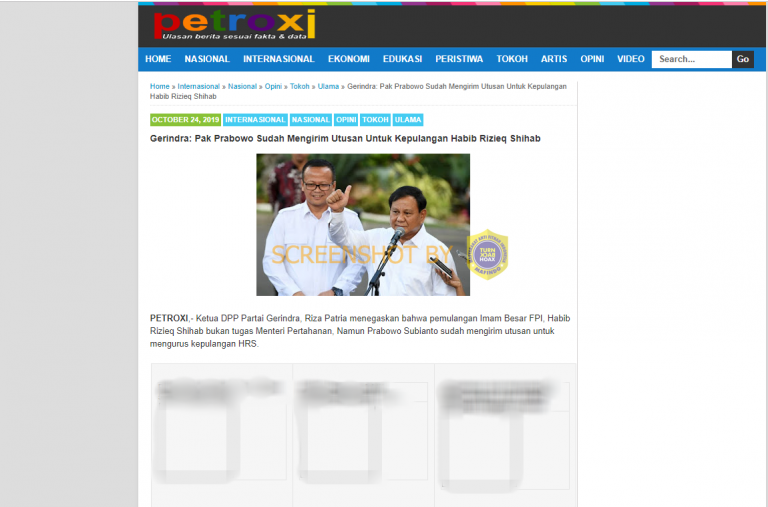 petroxi
Ulasan berita sesuai fakta & data
HOME NASIONAL INTERNASIONAL EKONOMI EDUKASI PERISTIWA TOKOH ARTIS OPINI VIDEO Search... Go
Home » Internasional » Nasional » Opini » Tokoh » Ulama » Gerindra: Pak Prabowo Sudah Mengirim Utusan Untuk Kepulangan
Habib Rizieq Shihab
OCTOBER 24, 2019 INTERNASIONAL NASIONAL OPINI TOKOH ULAMA
Gerindra: Pak Prabowo Sudah Mengirim Utusan Untuk Kepulangan Habib Rizieq Shihab
SCREENSHOT BY
TURN
BACK
HOAX
MAFINDO
PETROXI,- Ketua DPP Partai Gerindra, Riza Patria menegaskan bahwa pemulangan Imam Besar FPI, Habib
Rizieq Shihab bukan tugas Menteri Pertahanan, Namun Prabowo Subianto sudah mengirim utusan untuk
mengurus kepulangan HRS.